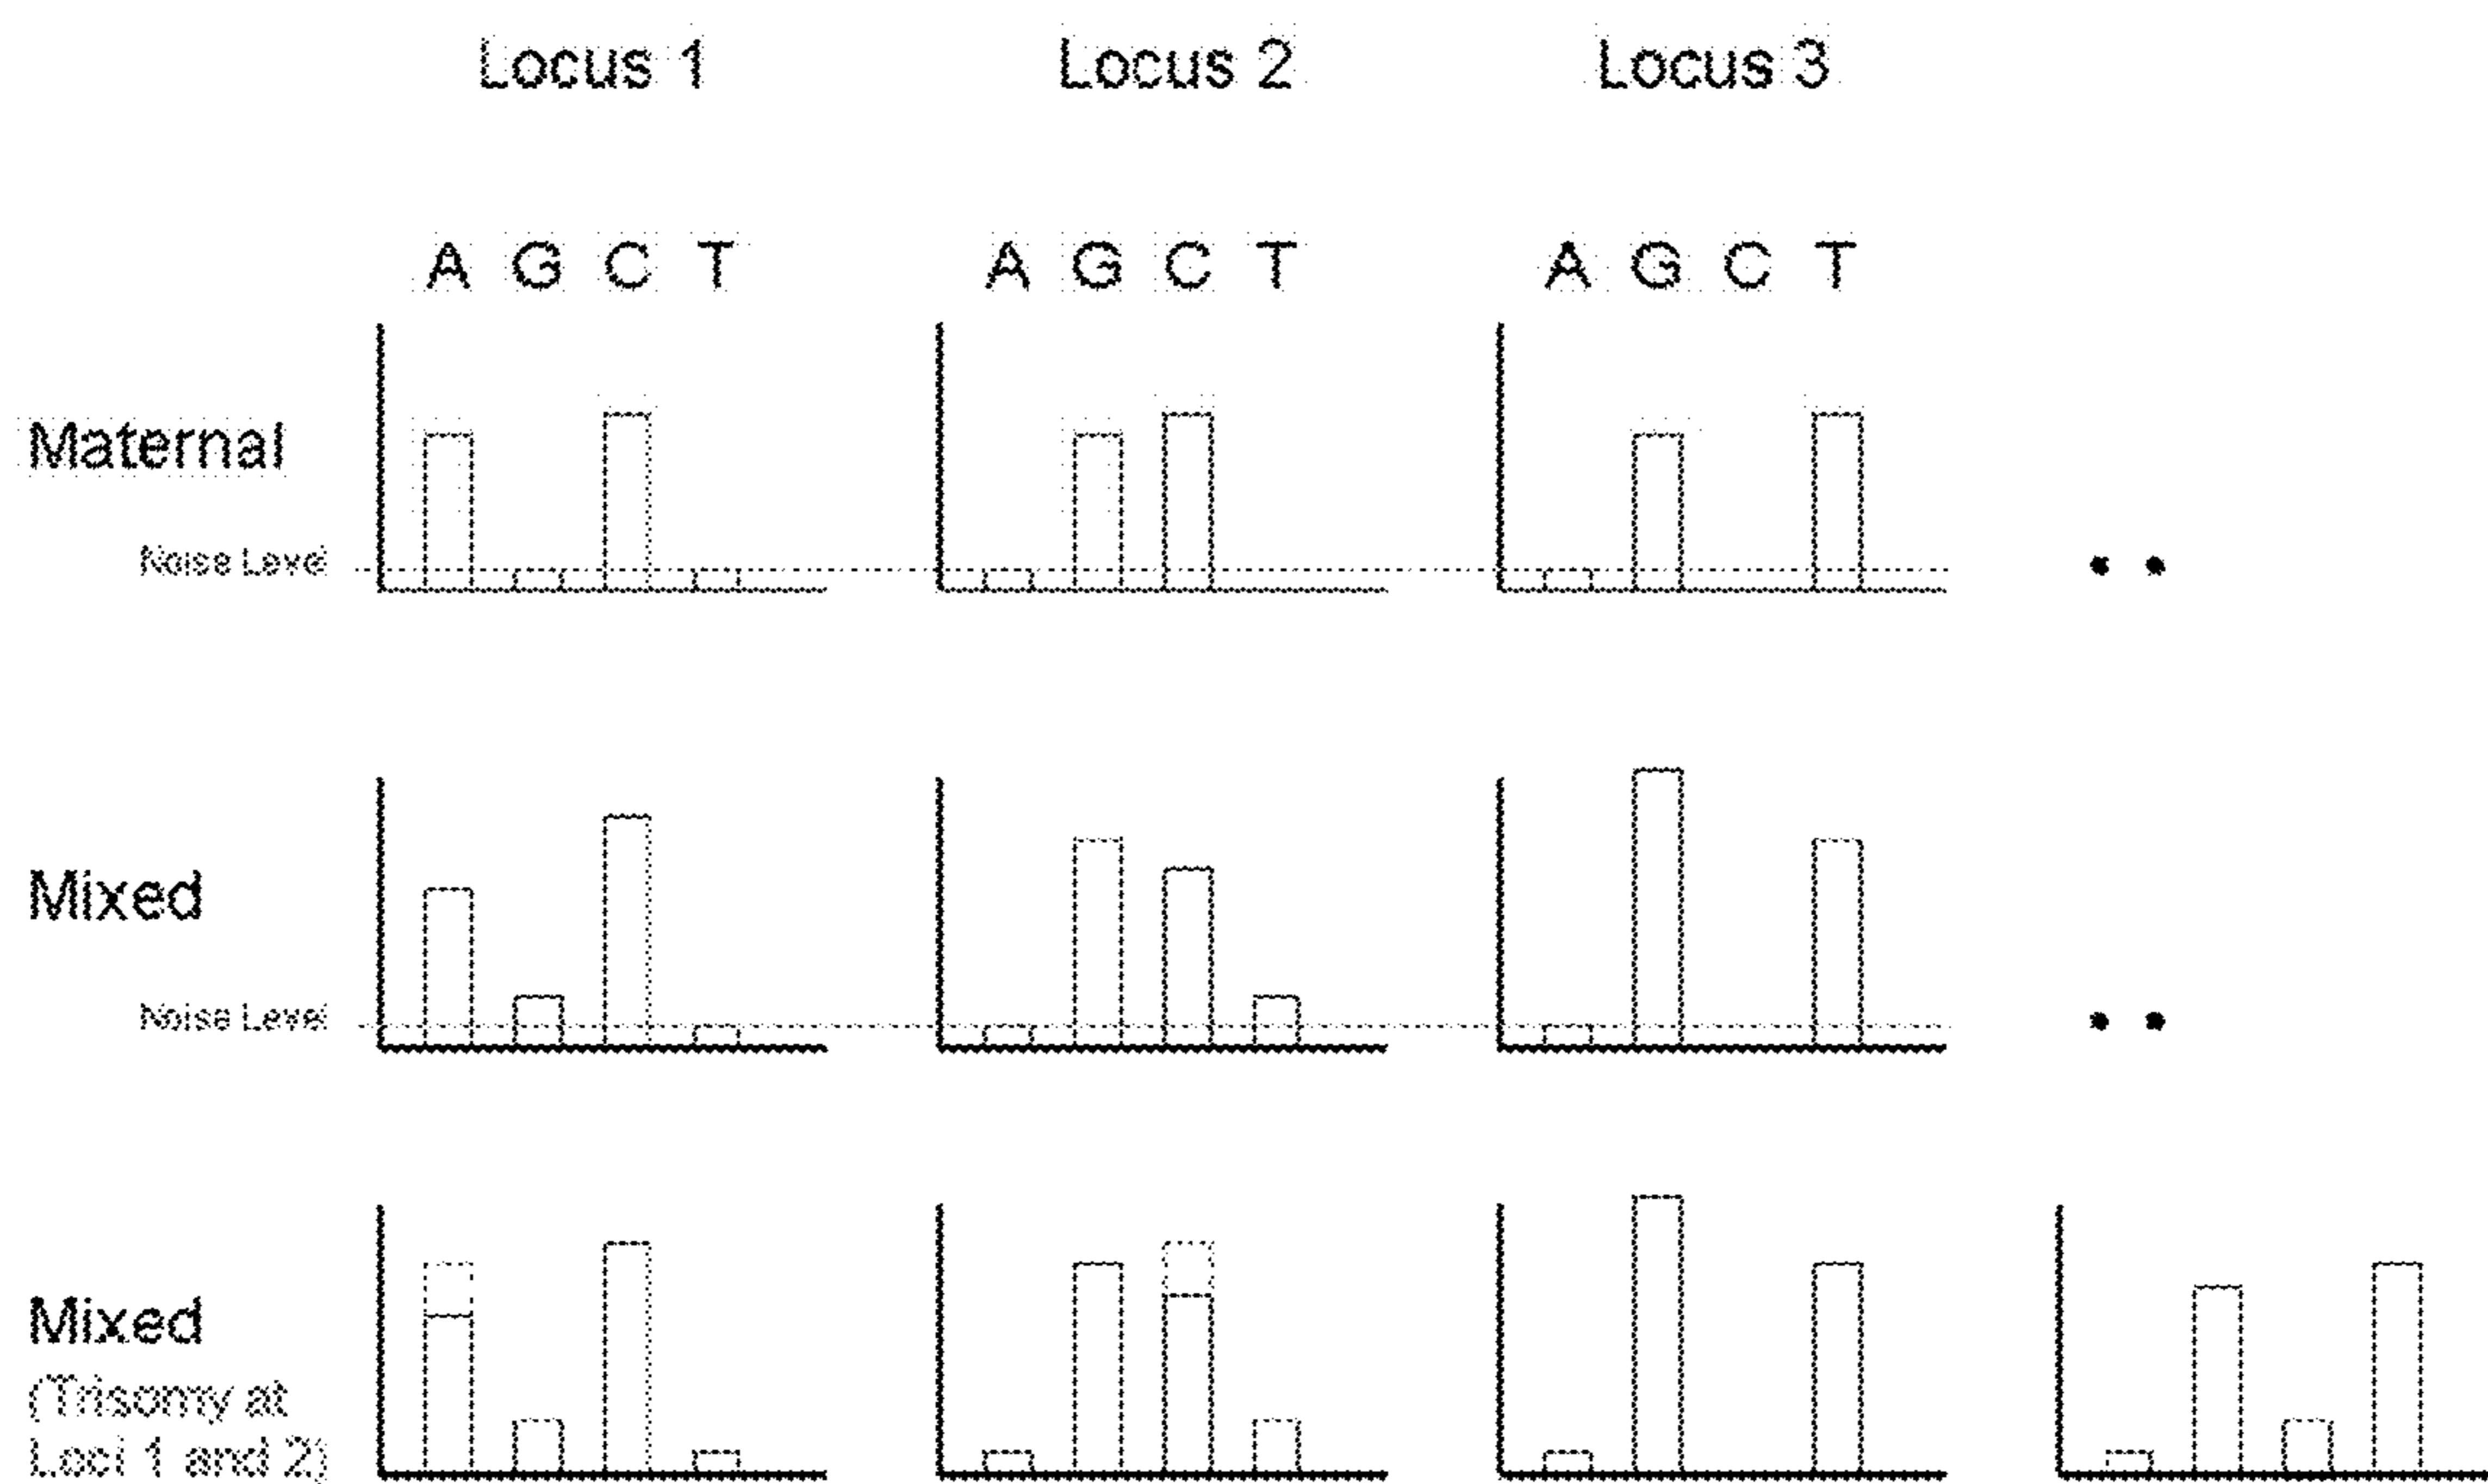 Locus 1 Locus 2 Locus 3
A G C T A G C T A G C T
Maternal
Noise Level
Mixed
Noise Level
Mixed
(Trisomy at
Loci 1 and 2)